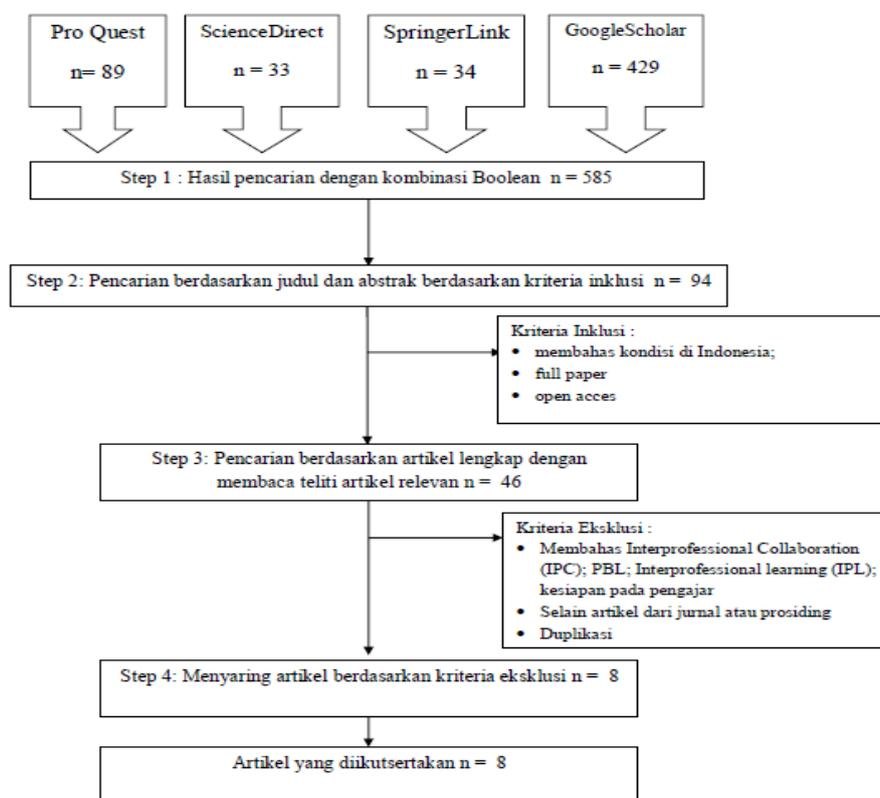 Pro Quest
n= 89
ScienceDirect
n = 33
SpringerLink
n = 34
GoogleScholar
n = 429
Step 1 : Hasil pencarian dengan kombinasi Boolean n = 585
Step 2: Pencarian berdasarkan judul dan abstrak berdasarkan kriteria inklusi n = 94
Kriteria Inklusi :
• membahas kondisi di Indonesia;
• full paper
• open acces
Step 3: Pencarian berdasarkan artikel lengkap dengan
membaca teliti artikel relevan n = 46
Kriteria Eksklusi :
• Membahas Interprofessional Collaboration
(IPC); PBL; Interprofessional learning (IPL);
kesiapan pada pengajar
• Selain artikel dari jurnal atau prosiding
• Duplikasi
Step 4: Menyaring artikel berdasarkan kriteria eksklusi n = 8
Artikel yang diikutsertakan n = 8